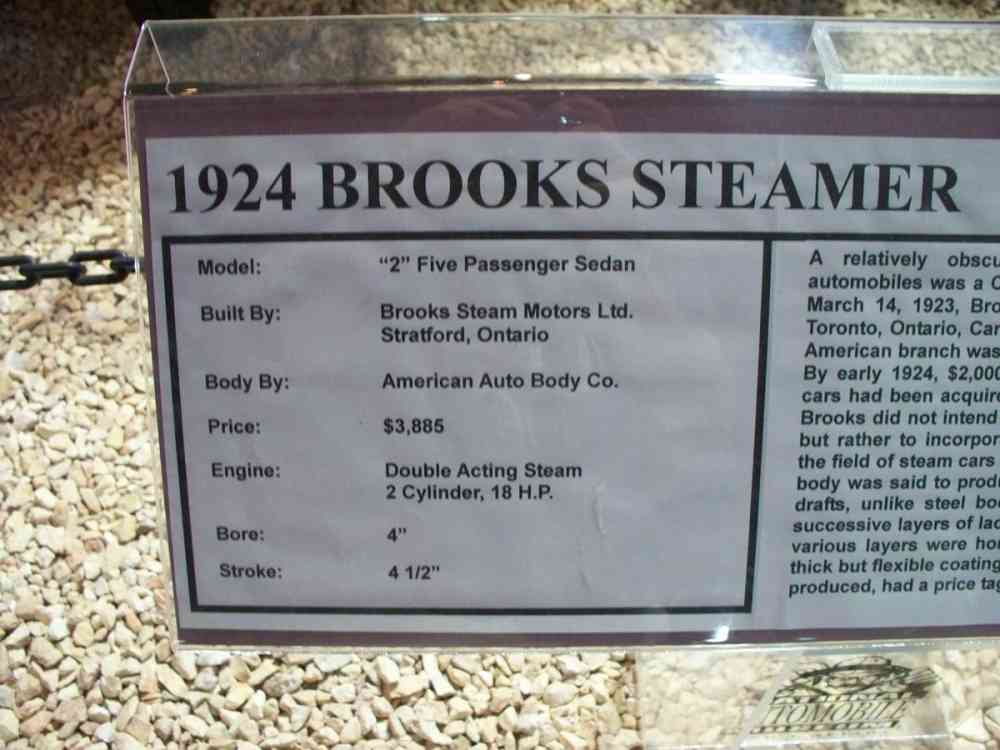 1924 BROOKS STEAMER
Model: "2" Five Passenger Sedan
Built By: Brooks Steam Motors Ltd.
Stratford, Ontario
Body By: American Auto Body Co.
Price: $3,885
Engine: Double Acting Steam
2 Cylinder, 18 H.P.
Bore: 4"
Stroke: 4 1/2"
A relatively
automobiles was a
March 14, 1923,
Toronto, Ontario,
American branch was
By early 1924,
cars had been
Brooks did not intend
but rather to
the field of steam cars
body was said to
drafts, unlike steel
successive layers of
various layers were
thick but flexible coating
produced, had a price